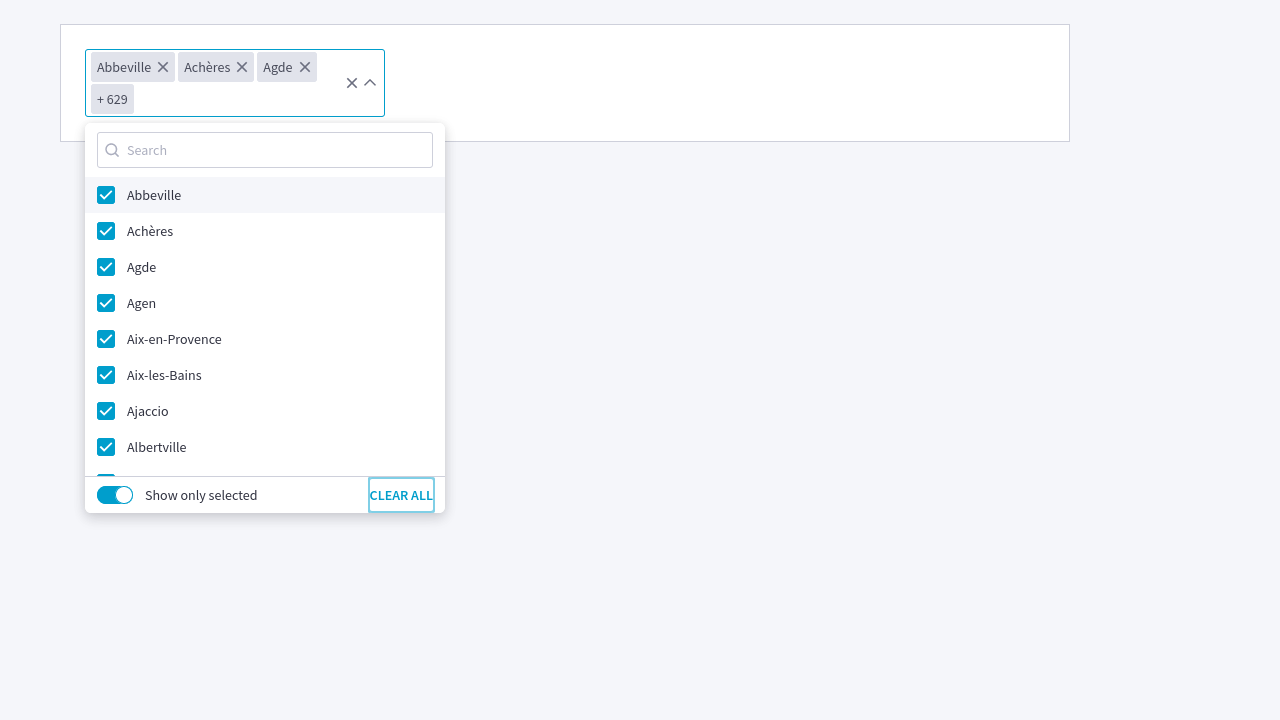 Abbeville Achères Agde
+ 629
Search
Abbeville
Achères
Agde
Agen
Aix-en-Provence
Aix-les-Bains
Ajaccio
Albertville
Show only selected CLEAR ALL